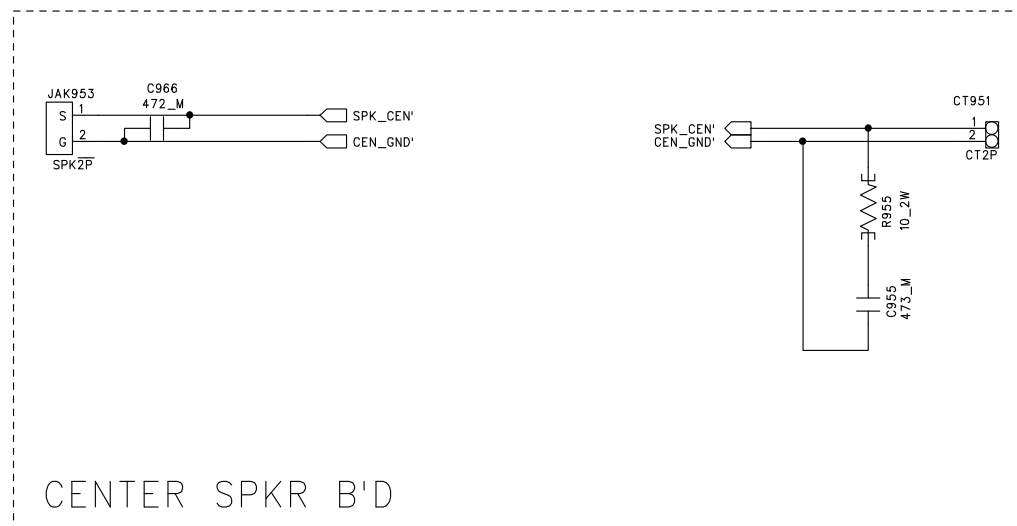 JAK953
C966
472_M
S
1
G
2
SPK2P
SPK_CEN'
CEN_GND'
CT951
SPK_CEN'
CEN_GND'
1
2
CT2P
R955
10_2W
C955
473_M
CENTER SPKR B'D